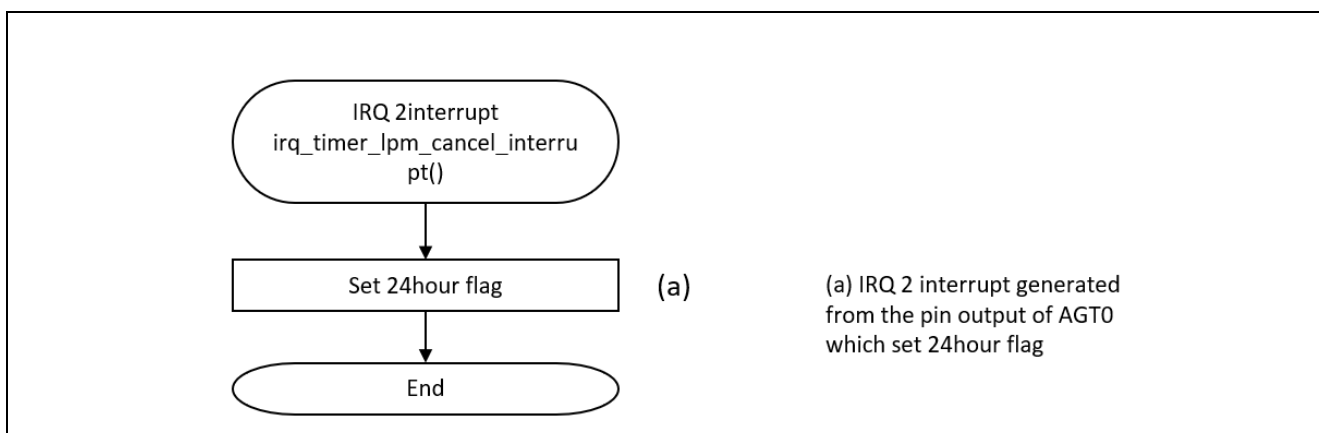 IRQ 2interrupt
irq_timer_lpm_cancel_interru
pt()
Set 24hour flag
(a)
(a) IRQ 2 interrupt generated
from the pin output of AGT0
which set 24hour flag
End